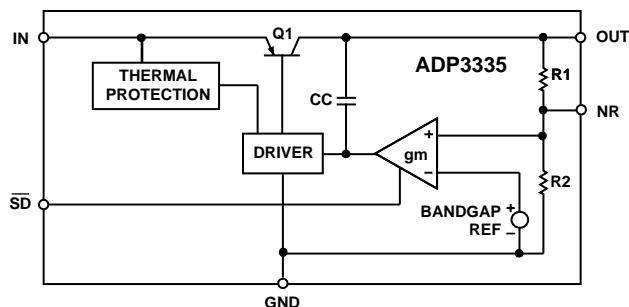 IN
Q1
OUT
THERMAL
PROTECTION
ADP3335
R1
CC
NR
DRIVER
+
gm
−
R2
SD
BANDGAP
REF
+
−
GND